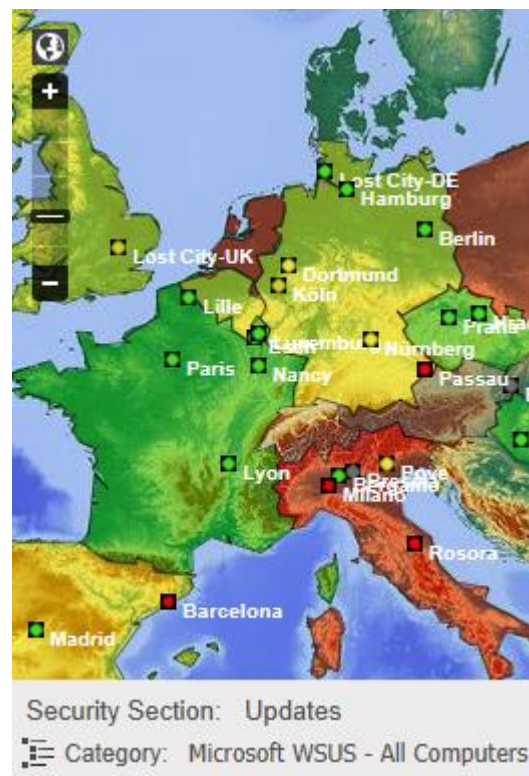 +
Lost City-DE
Hamburg
Berlin
Lost City-UK
Dortmund
Köln
Lille
Nürnberg
Paris
Nancy
Passau
Lyon
Pove
Milano
Rosora
Barcelona
Madrid
Security Section: Updates
Category: Microsoft WSUS - All Computers